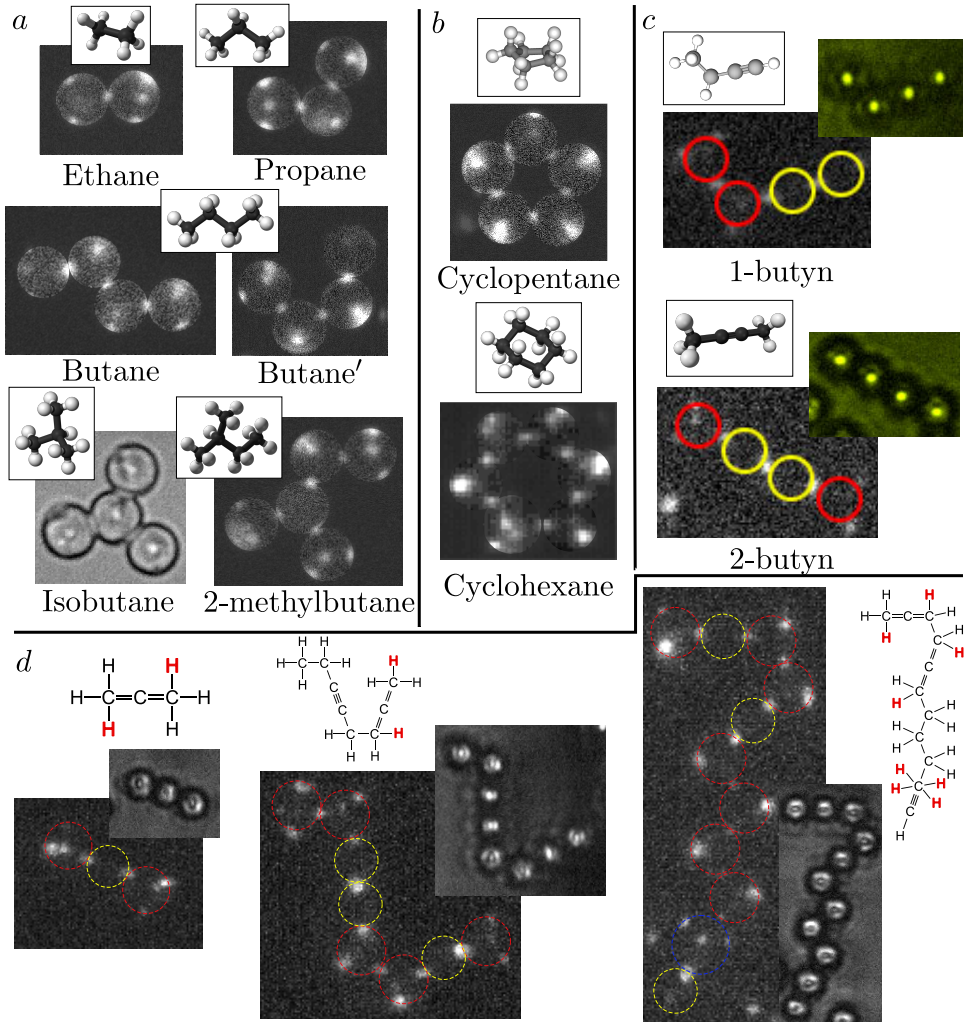 a
b
c
Ethane
Propane
Butane
Butane′
Isobutane
2-methylbutane
Cyclopentane
Cyclohexane
1-butyn
2-butyn
d
H H
H C C C H
H H
H H
H C C H
H H
C
C
H C C H
H H
H
H C H
C
C
H
H H
H C C C H
H C H
C
H C H
H C H
H C H
H C H
H H
H C H
H
C
H